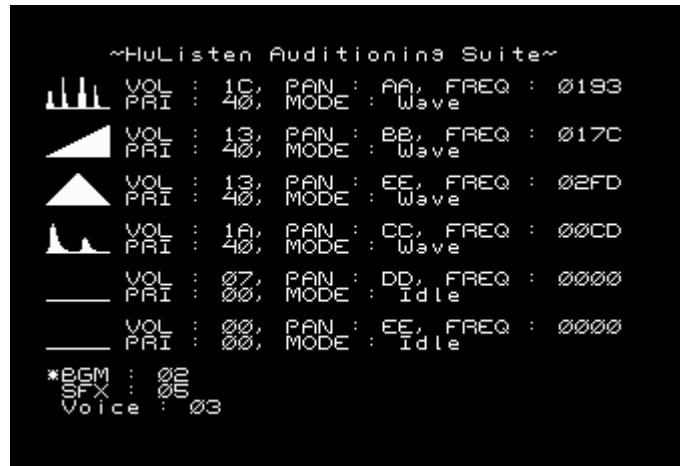 ~HuListen Auditioning Suite~
VOL : 1C, PAN : AA, FREQ : 0193
PRI : 40, MODE : Wave
VOL : 13, PAN : BB, FREQ : 017C
PRI : 40, MODE : Wave
VOL : 13, PAN : EE, FREQ : 02FD
PRI : 40, MODE : Wave
VOL : 1A, PAN : CC, FREQ : 00CD
PRI : 40, MODE : Wave
VOL : 07, PAN : DD, FREQ : 0000
PRI : 00, MODE : Idle
VOL : 00, PAN : EE, FREQ : 0000
PRI : 00, MODE : Idle
*BGM : 02
SFX : 05
Voice : 03